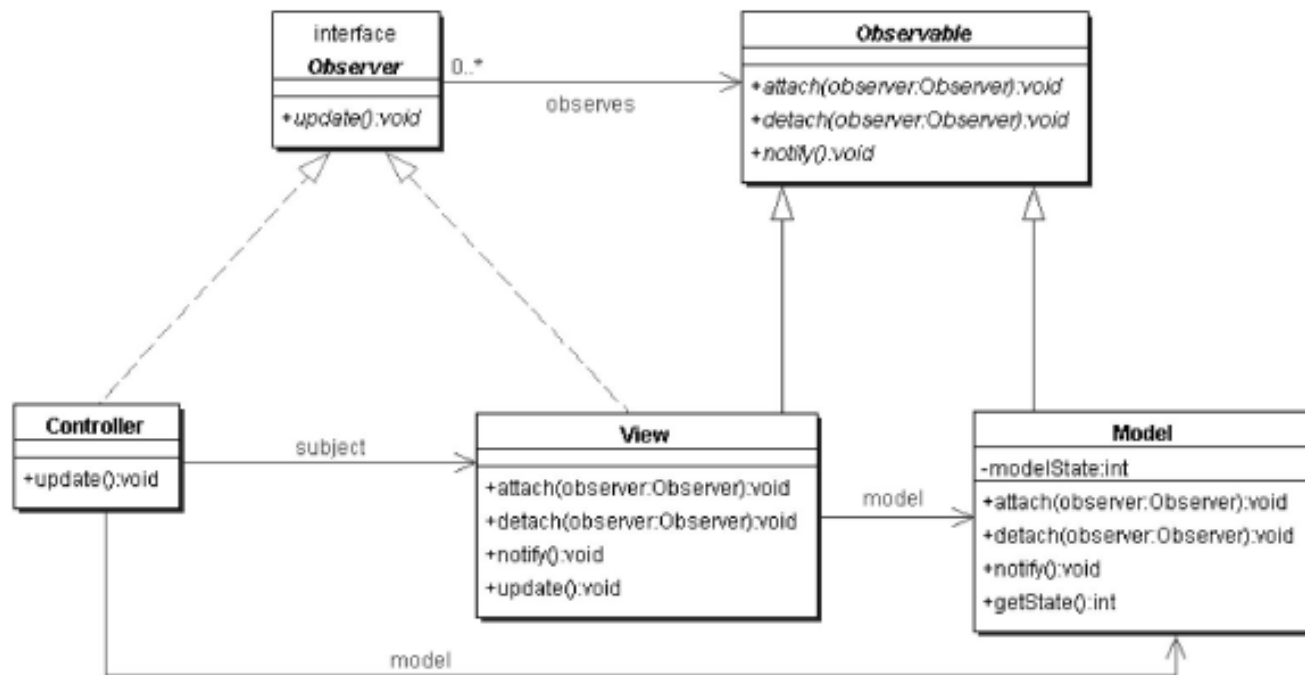 interface
Observer
+update():void
0..*
observes
Observable
+attach(observer:Observer):void
+detach(observer:Observer):void
+notify():void
Controller
+update():void
subject
View
+attach(observer:Observer):void
+detach(observer:Observer):void
+notify():void
+update():void
model
Model
-modelState:int
+attach(observer:Observer):void
+detach(observer:Observer):void
+notify():void
+getState():int
model